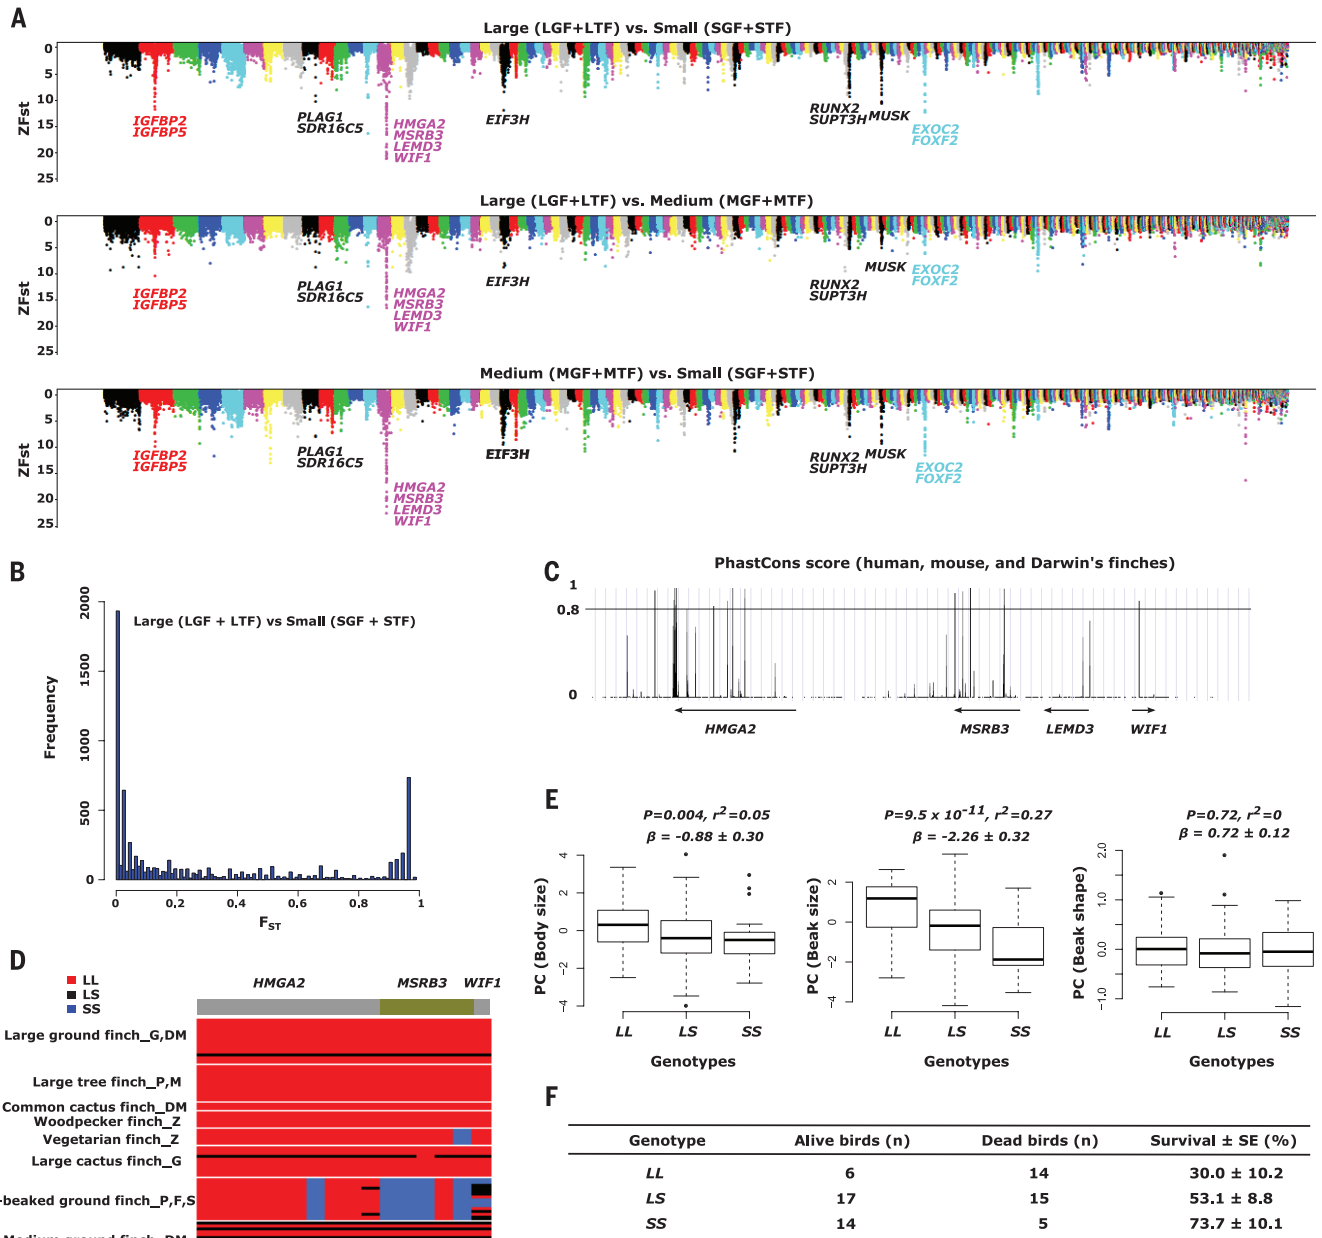 A
Large (LGF+LTF) vs. Small (SGF+STF)
0
5
10
15
20
25
ZFst
IGFBP2
IGFBP5
PLAG1
SDR16C5
HMGA2
MSRB3
LEMD3
WIF1
EIF3H
RUNX2
SUPT3H
MUSK
EXOC2
FOXF2
Large (LGF+LTF) vs. Medium (MGF+MTF)
0
5
10
15
20
25
ZFst
IGFBP2
IGFBP5
PLAG1
SDR16C5
HMGA2
MSRB3
LEMD3
WIF1
EIF3H
RUNX2
SUPT3H
MUSK
EXOC2
FOXF2
Medium (MGF+MTF) vs. Small (SGF+STF)
0
5
10
15
20
25
ZFst
IGFBP2
IGFBP5
PLAG1
SDR16C5
HMGA2
MSRB3
LEMD3
WIF1
EIF3H
RUNX2
SUPT3H
MUSK
EXOC2
FOXF2
B
Large (LGF + LTF) vs Small (SGF + STF)
Frequency
2000
1500
1000
500
0
0 0.2 0.4 0.6 0.8 1
FST
C
PhastCons score (human, mouse, and Darwin's finches)
1
0.8
0
HMGA2 MSRB3 LEMD3 WIF1
D
LL
LS
SS
HMGA2 MSRB3 WIF1
Large ground finch_G,DM
Large tree finch_P,M
Common cactus finch_DM
Woodpecker finch_Z
Vegetarian finch_Z
Large cactus finch_G
-beaked ground finch_P,F,S
Medium ground finch_DM
E
P=0.004, r²=0.05
β = -0.88 ± 0.30
PC (Body size)
4
2
0
−2
−4
LL LS SS
Genotypes
P=9.5 x 10⁻¹¹, r²=0.27
β = -2.26 ± 0.32
PC (Beak size)
2
0
−2
−4
LL LS SS
Genotypes
P=0.72, r²=0
β = 0.72 ± 0.12
PC (Beak shape)
2.0
1.0
0.0
−1.0
LL LS SS
Genotypes
F
Genotype Alive birds (n) Dead birds (n) Survival ± SE (%)
LL 6 14 30.0 ± 10.2
LS 17 15 53.1 ± 8.8
SS 14 5 73.7 ± 10.1